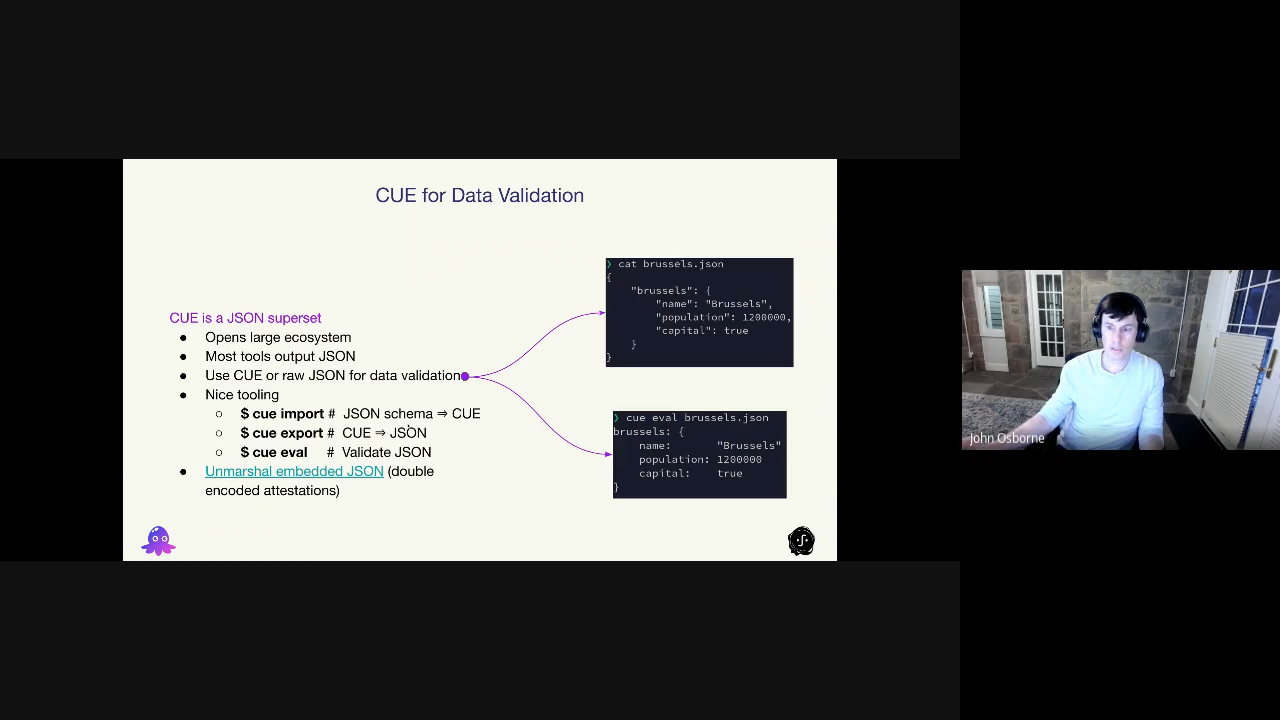 CUE for Data Validation
CUE is a JSON superset
● Opens large ecosystem
● Most tools output JSON
● Use CUE or raw JSON for data validation
● Nice tooling
○ $ cue import # JSON schema ⇒ CUE
○ $ cue export # CUE ⇒ JSON
○ $ cue eval # Validate JSON
● Unmarshal embedded JSON (double
encoded attestations)
❯ cat brussels.json
{
"brussels": {
"name": "Brussels",
"population": 1200000,
"capital": true
}
}
❯ cue eval brussels.json
brussels: {
name: "Brussels"
population: 1200000
capital: true
}
John Osborne